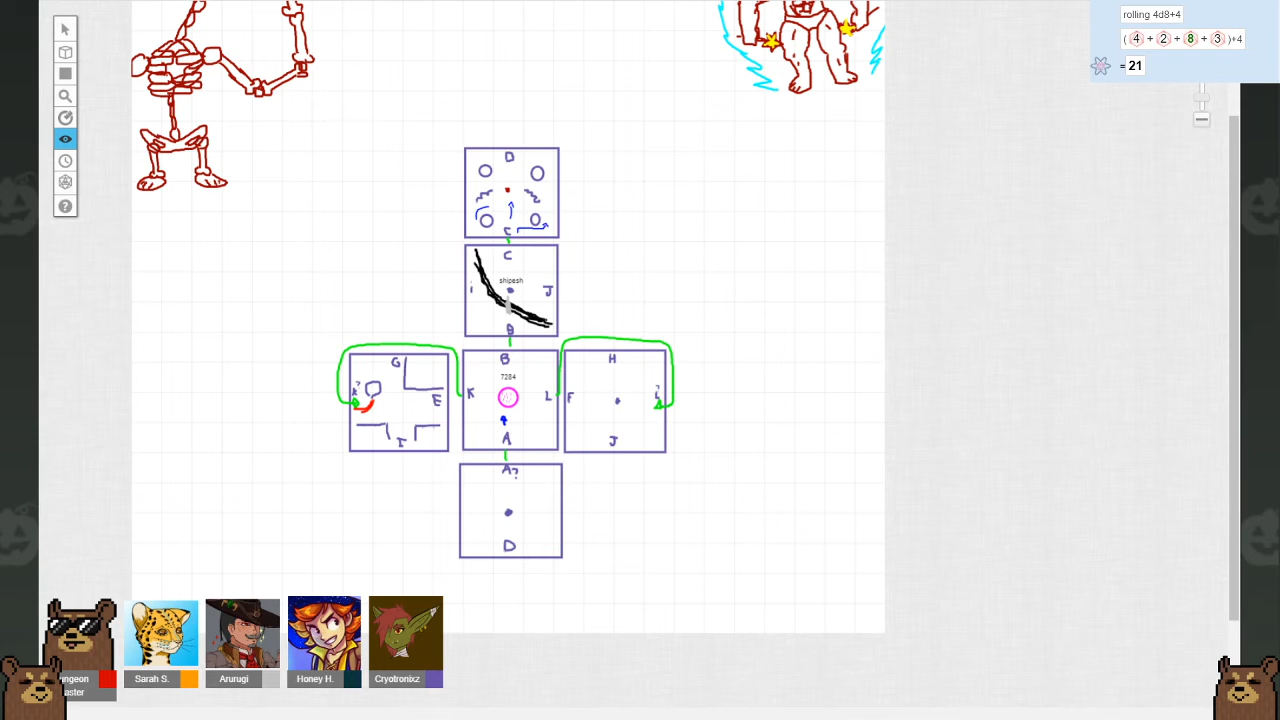 rolling 4d8+4
(4+2+8+3)+4
=21
D
C
C
shipesh
i J
B
B
7284
K L
A
G
K?
E
I
H
F L?
J
A?
D
Sarah S.
Arurugi
Honey H.
Cryotronixz